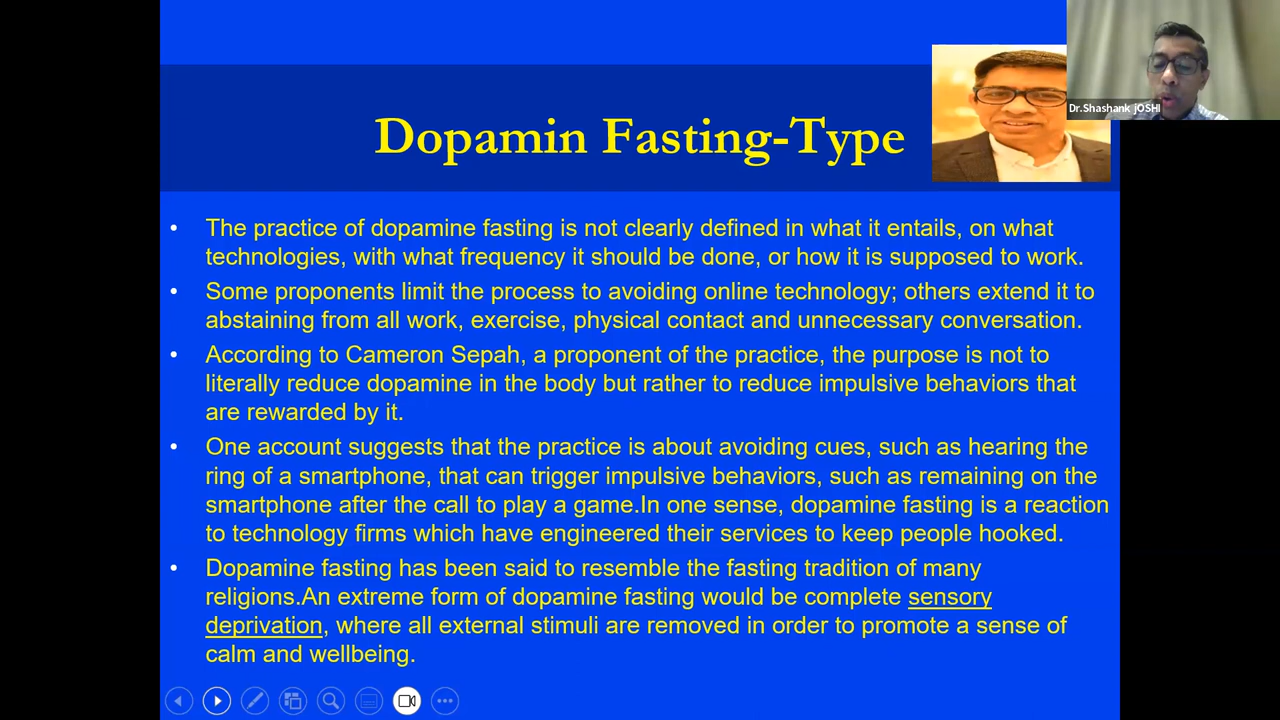 Dr.Shashank jOSHI
Dopamin Fasting-Type
• The practice of dopamine fasting is not clearly defined in what it entails, on what
technologies, with what frequency it should be done, or how it is supposed to work.
• Some proponents limit the process to avoiding online technology; others extend it to
abstaining from all work, exercise, physical contact and unnecessary conversation.
• According to Cameron Sepah, a proponent of the practice, the purpose is not to
literally reduce dopamine in the body but rather to reduce impulsive behaviors that
are rewarded by it.
• One account suggests that the practice is about avoiding cues, such as hearing the
ring of a smartphone, that can trigger impulsive behaviors, such as remaining on the
smartphone after the call to play a game.In one sense, dopamine fasting is a reaction
to technology firms which have engineered their services to keep people hooked.
• Dopamine fasting has been said to resemble the fasting tradition of many
religions.An extreme form of dopamine fasting would be complete sensory
deprivation, where all external stimuli are removed in order to promote a sense of
calm and wellbeing.